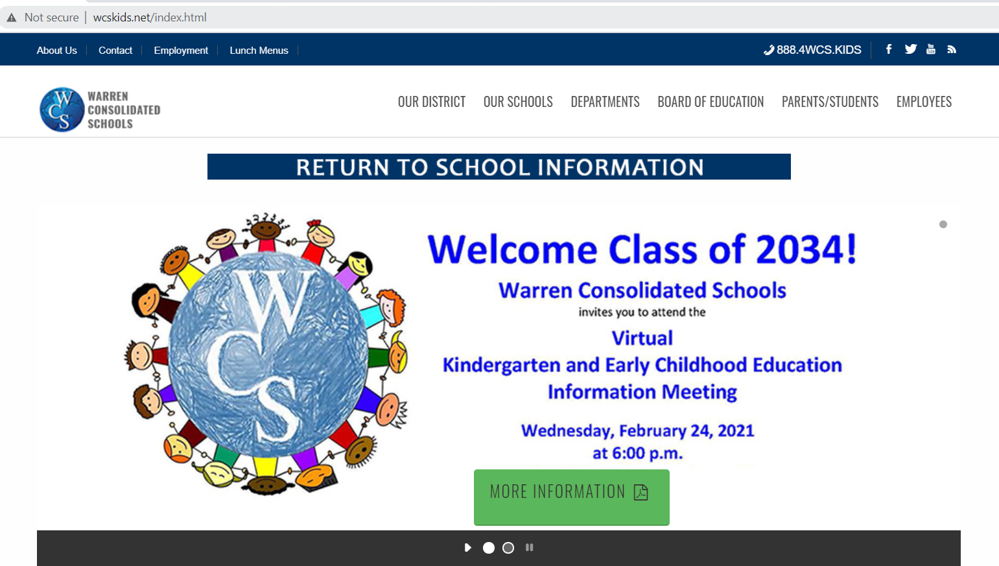 Not secure | wcskids.net/index.html
About Us Contact Employment Lunch Menus 888.4WCS.KIDS
WCS WARREN CONSOLIDATED SCHOOLS
OUR DISTRICT OUR SCHOOLS DEPARTMENTS BOARD OF EDUCATION PARENTS/STUDENTS EMPLOYEES
RETURN TO SCHOOL INFORMATION
WCS
Welcome Class of 2034!
Warren Consolidated Schools
invites you to attend the
Virtual
Kindergarten and Early Childhood Education
Information Meeting
Wednesday, February 24, 2021
at 6:00 p.m.
MORE INFORMATION